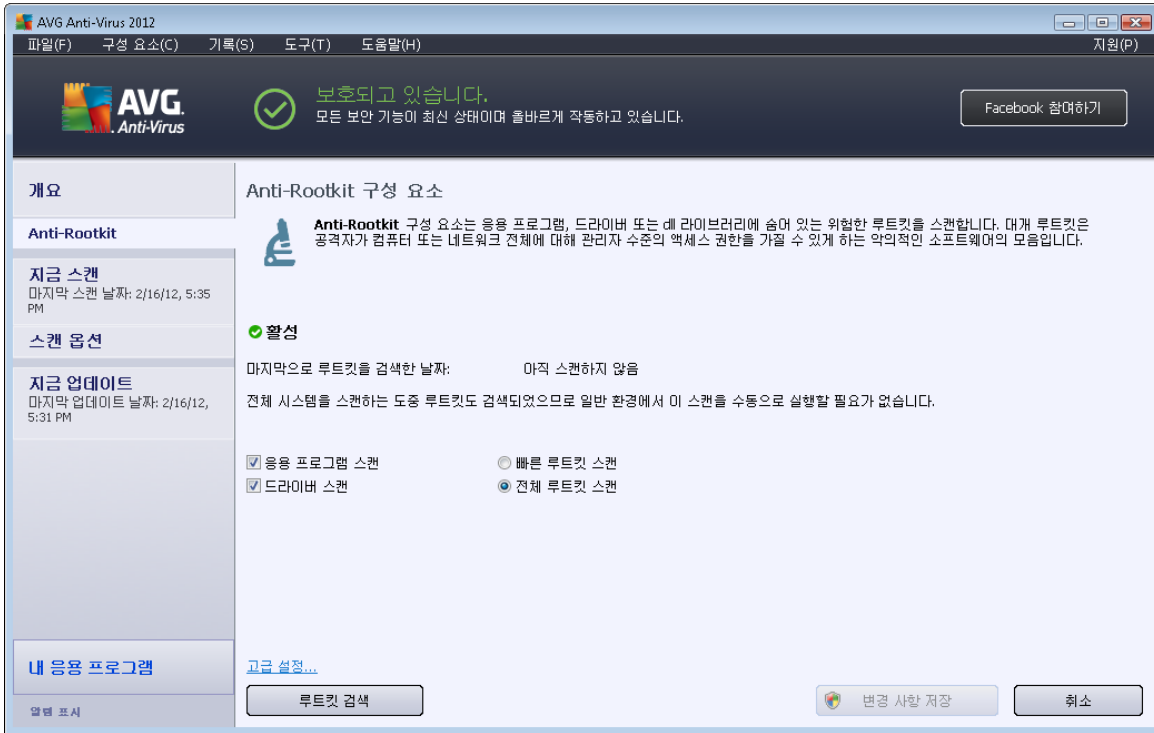 AVG Anti-Virus 2012
파일(F) 구성 요소(C) 기록(S) 도구(T) 도움말(H) 지원(P)
AVG.
Anti-Virus
보호되고 있습니다.
모든 보안 기능이 최신 상태이며 올바르게 작동하고 있습니다.
Facebook 참여하기
개요
Anti-Rootkit
지금 스캔
마지막 스캔 날짜: 2/16/12, 5:35
PM
스캔 옵션
지금 업데이트
마지막 업데이트 날짜: 2/16/12,
5:31 PM
내 응용 프로그램
알림 표시
Anti-Rootkit 구성 요소
Anti-Rootkit 구성 요소는 응용 프로그램, 드라이버 또는 dll 라이브러리에 숨어 있는 위험한 루트킷을 스캔합니다. 대개 루트킷은
공격자가 컴퓨터 또는 네트워크 전체에 대해 관리자 수준의 액세스 권한을 가질 수 있게 하는 악의적인 소프트웨어의 모음입니다.
활성
마지막으로 루트킷을 검색한 날짜: 아직 스캔하지 않음
전체 시스템을 스캔하는 도중 루트킷도 검색되었으므로 일반 환경에서 이 스캔을 수동으로 실행할 필요가 없습니다.
응용 프로그램 스캔 빠른 루트킷 스캔
드라이버 스캔 전체 루트킷 스캔
고급 설정...
루트킷 검색 변경 사항 저장 취소